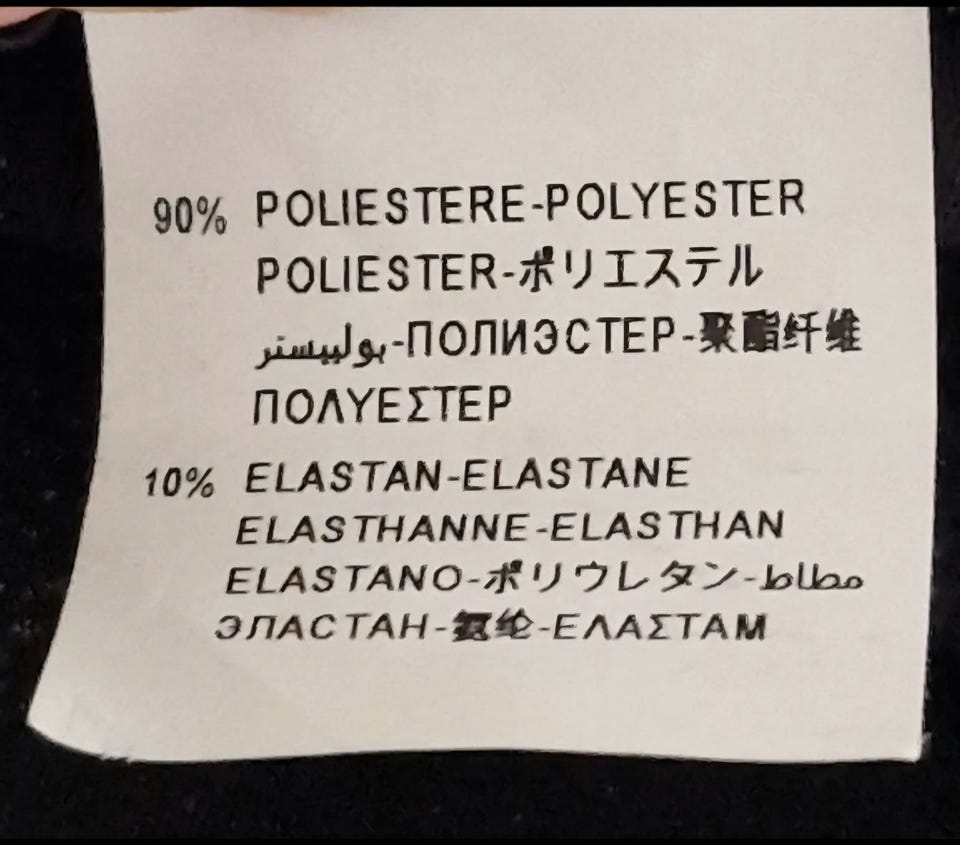 90% POLIESTERE-POLYESTER
POLIESTER-ポリエステル
بوليستر-ПОЛИЭСТЕР-聚酯纤维
ΠΟΛΥΕΣΤΕΡ
10% ELASTAN-ELASTANE
ELASTHANNE-ELASTHAN
ELASTANO-ポリウレタン-مطاط
ЭЛАСТАН-氨纶-ΕΛΑΣΤΑΜ